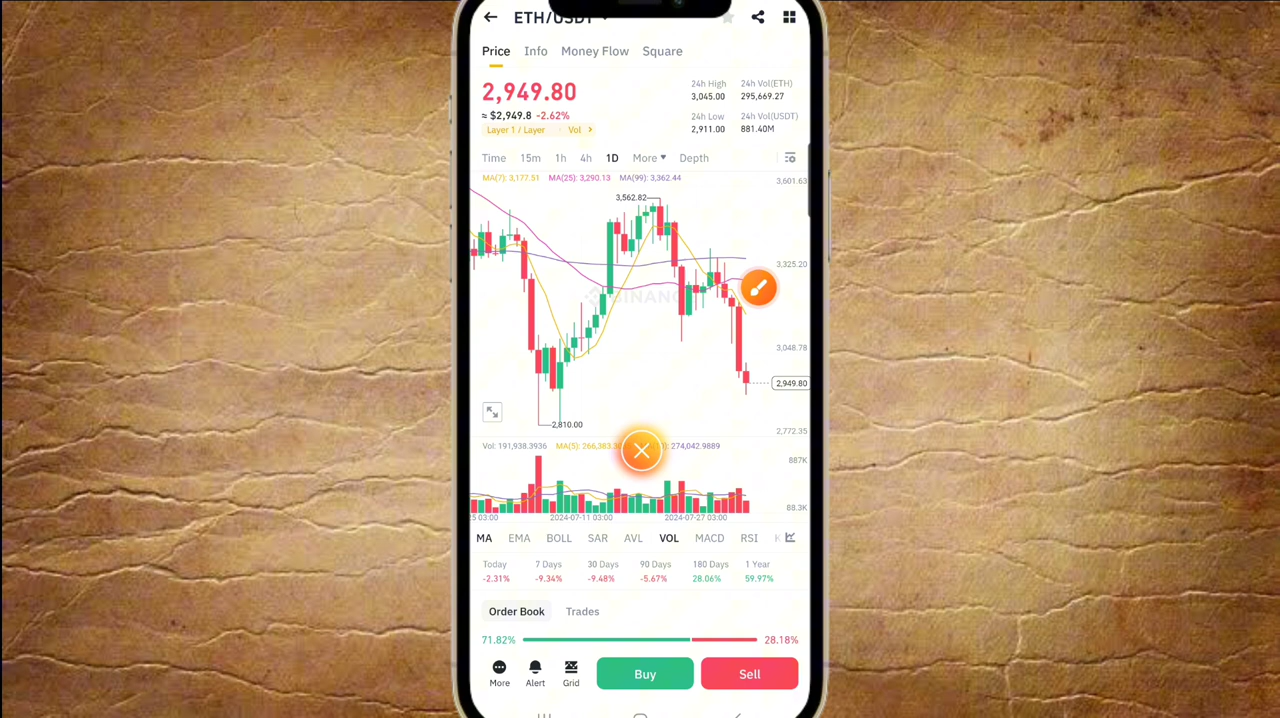 ETH/USDT
Price Info Money Flow Square
2,949.80
≈ $2,949.8 -2.62%
Layer 1 / Layer Vol
24h High 24h Vol(ETH)
3,045.00 295,669.27
24h Low 24h Vol(USDT)
2,911.00 881.40M
Time 15m 1h 4h 1D More Depth
MA(7): 3,177.51 MA(25): 3,290.13 MA(99): 3,362.44
3,601.63
3,562.82
3,325.20
3,048.78
2,949.80
2,810.00
2,772.35
Vol: 191,938.3936 MA(5): 266,383.3 274,042.9889
887K
88.3K
03:00 2024-07-11 03:00 2024-07-27 03:00
MA EMA BOLL SAR AVL VOL MACD RSI
Today 7 Days 30 Days 90 Days 180 Days 1 Year
-2.31% -9.34% -9.48% -5.67% 28.06% 59.97%
Order Book Trades
71.82% 28.18%
More Alert Grid Buy Sell